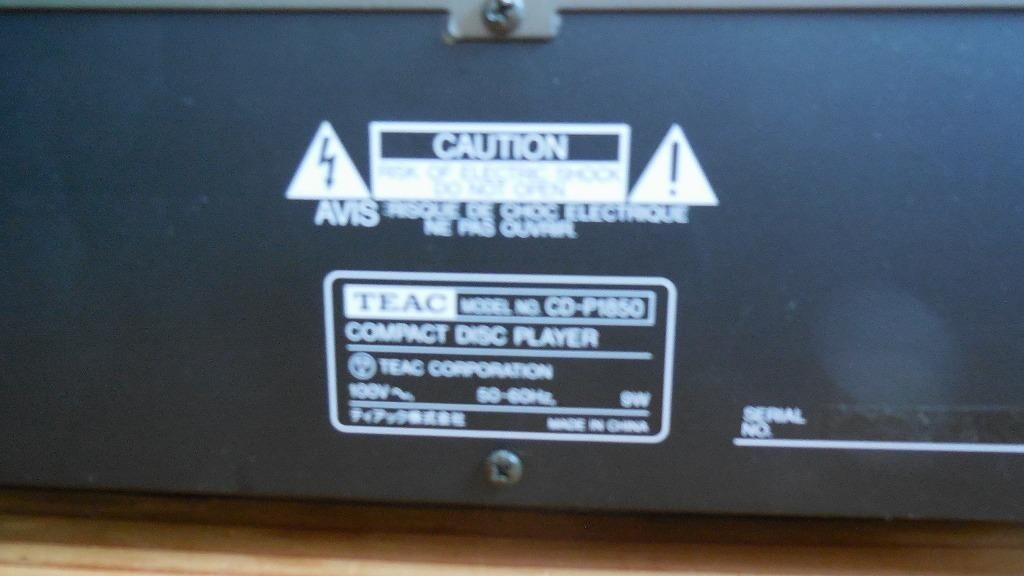 CAUTION
RISK OF ELECTRIC SHOCK
DO NOT OPEN
AVIS :RISQUE DE CHOC ELECTRIQUE
NE PAS OUVRIR.
TEAC MODEL NO. CD-P1850
COMPACT DISC PLAYER
TEAC CORPORATION
100V~, 50-60Hz, 9W
ティアック株式会社 MADE IN CHINA
SERIAL
NO.